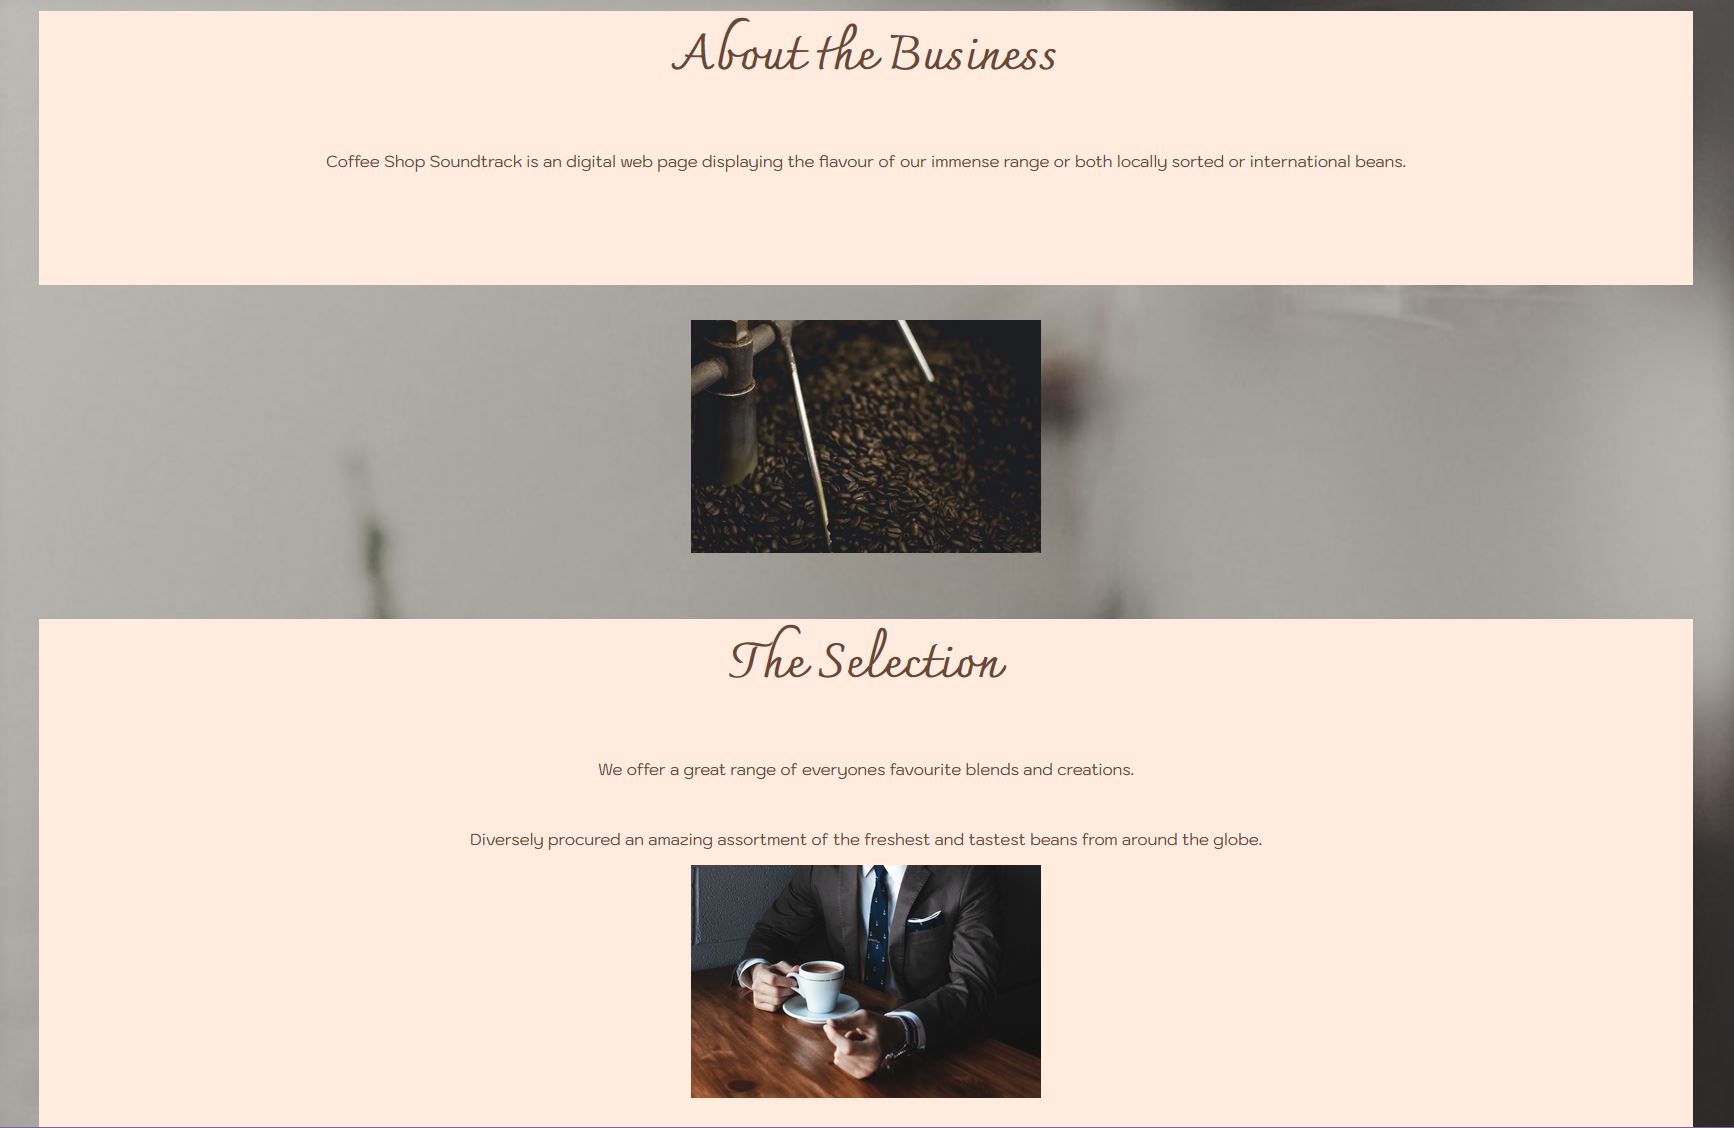 About the Business
Coffee Shop Soundtrack is an digital web page displaying the flavour of our immense range or both locally sorted or international beans.
The Selection
We offer a great range of everyones favourite blends and creations.
Diversely procured an amazing assortment of the freshest and tastest beans from around the globe.